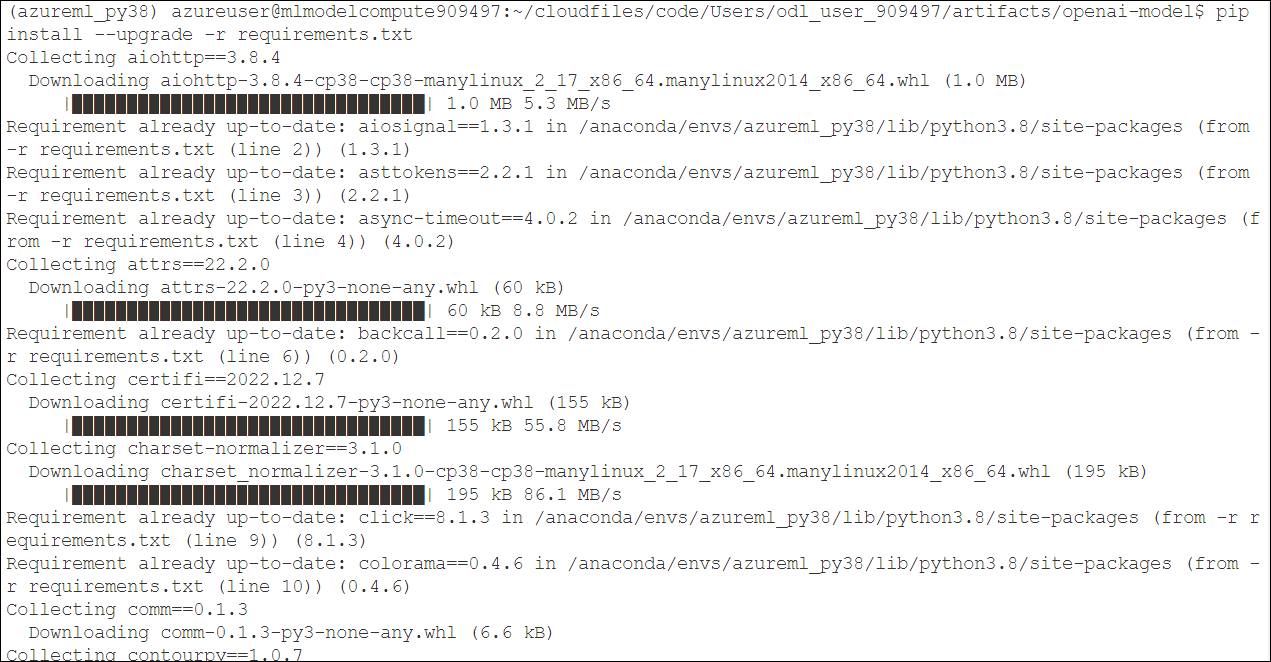 (azureml_py38) azureuser@mlmodelcompute909497:~/cloudfiles/code/Users/odl_user_909497/artifacts/openai-model$ pip
install --upgrade -r requirements.txt
Collecting aiohttp==3.8.4
  Downloading aiohttp-3.8.4-cp38-cp38-manylinux_2_17_x86_64.manylinux2014_x86_64.whl (1.0 MB)
     |████████████████████████████████| 1.0 MB 5.3 MB/s
Requirement already up-to-date: aiosignal==1.3.1 in /anaconda/envs/azureml_py38/lib/python3.8/site-packages (from
-r requirements.txt (line 2)) (1.3.1)
Requirement already up-to-date: asttokens==2.2.1 in /anaconda/envs/azureml_py38/lib/python3.8/site-packages (from
-r requirements.txt (line 3)) (2.2.1)
Requirement already up-to-date: async-timeout==4.0.2 in /anaconda/envs/azureml_py38/lib/python3.8/site-packages (f
rom -r requirements.txt (line 4)) (4.0.2)
Collecting attrs==22.2.0
  Downloading attrs-22.2.0-py3-none-any.whl (60 kB)
     |████████████████████████████████| 60 kB 8.8 MB/s
Requirement already up-to-date: backcall==0.2.0 in /anaconda/envs/azureml_py38/lib/python3.8/site-packages (from -
r requirements.txt (line 6)) (0.2.0)
Collecting certifi==2022.12.7
  Downloading certifi-2022.12.7-py3-none-any.whl (155 kB)
     |████████████████████████████████| 155 kB 55.8 MB/s
Collecting charset-normalizer==3.1.0
  Downloading charset_normalizer-3.1.0-cp38-cp38-manylinux_2_17_x86_64.manylinux2014_x86_64.whl (195 kB)
     |████████████████████████████████| 195 kB 86.1 MB/s
Requirement already up-to-date: click==8.1.3 in /anaconda/envs/azureml_py38/lib/python3.8/site-packages (from -r r
equirements.txt (line 9)) (8.1.3)
Requirement already up-to-date: colorama==0.4.6 in /anaconda/envs/azureml_py38/lib/python3.8/site-packages (from -
r requirements.txt (line 10)) (0.4.6)
Collecting comm==0.1.3
  Downloading comm-0.1.3-py3-none-any.whl (6.6 kB)
Collecting contourpy==1.0.7